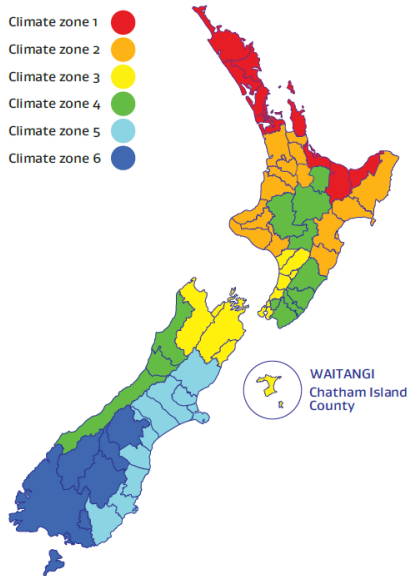 Climate zone 1
Climate zone 2
Climate zone 3
Climate zone 4
Climate zone 5
Climate zone 6
WAITANGI
Chatham Island
County